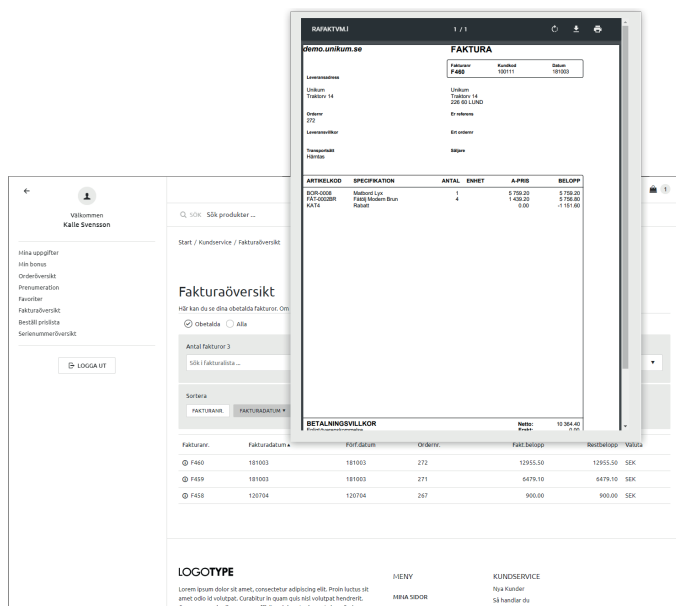 RAFAKTVM.I 1 / 1
demo.unikum.se FAKTURA
Fakturanr Kundkod Datum
F460 100111 181003
Leveransadress
Unikum Unikum
Traktorv 14 Traktorv 14
226 60 LUND
Ordernr Er referens
272
Leveransvillkor Ert ordernr
Transportsätt Säljare
Hämtas
ARTIKELKOD SPECIFIKATION ANTAL ENHET A-PRIS BELOPP
BOR-0008 Matbord Lyx 1 5 759.20 5 759.20
FÅT-0002BR Fåtölj Modern Brun 4 1 439.20 5 756.80
KAT4 Rabatt 0.00 -1 151.60
BETALNINGSVILLKOR Netto: 10 364.40
Frakt: 0.00
←
1
Välkommen
Kalle Svensson
Mina uppgifter
Min bonus
Orderöversikt
Prenumeration
Favoriter
Fakturaöversikt
Beställ prislista
Serienummeröversikt
LOGGA UT
SÖK Sök produkter ...
Start / Kundservice / Fakturaöversikt
Fakturaöversikt
Här kan du se dina obetalda fakturor. Om
Obetalda Alla
Antal fakturor 3
Sök i fakturalista ...
Sortera
FAKTURANR. FAKTURADATUM ▼
Fakturanr. Fakturadatum Förf.datum Ordernr. Fakt.belopp Restbelopp Valuta
F460 181003 181003 272 12955.50 12955.50 SEK
F459 181003 181003 271 6479.10 6479.10 SEK
F458 120704 120704 267 900.00 900.00 SEK
LOGOTYPE
Lorem ipsum dolor sit amet, consectetur adipiscing elit. Proin luctus sit
amet odio id volutpat. Curabitur in quam quis nisl volutpat hendrerit.
MENY
MINA SIDOR
KUNDSERVICE
Nya Kunder
Så handlar du